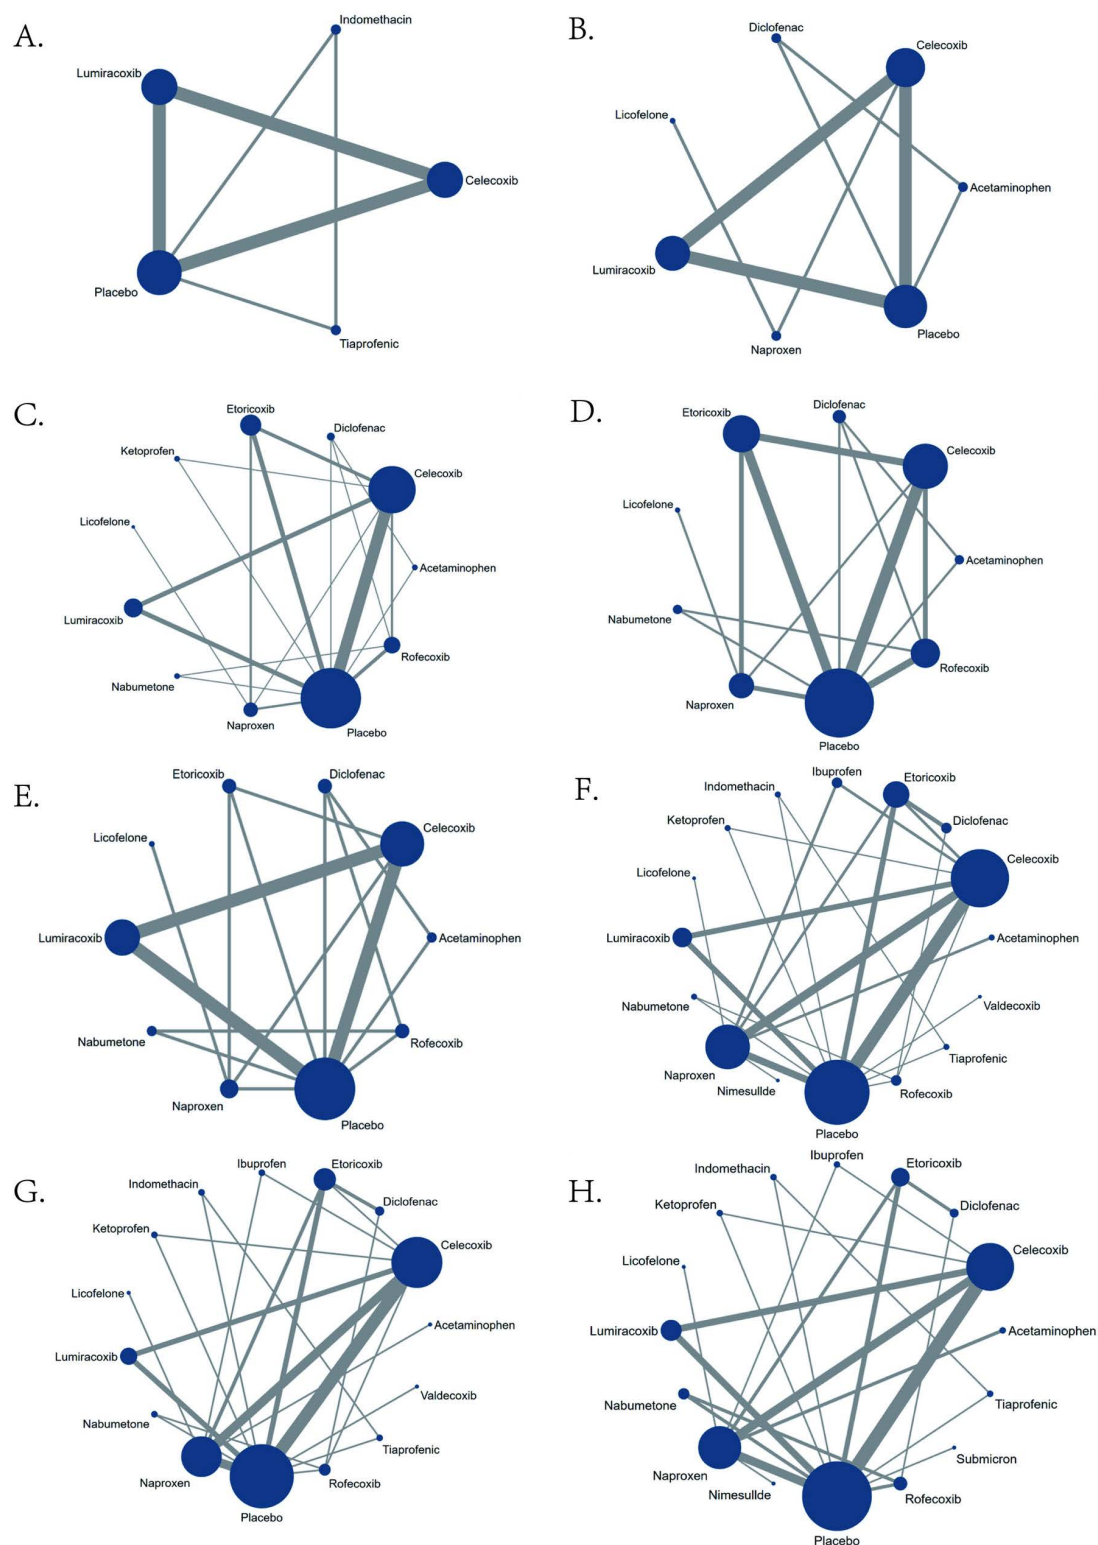 A.
Indomethacin
Lumiracoxib
Celecoxib
Placebo
Tiaprofenic
B.
Diclofenac
Celecoxib
Licofelone
Acetaminophen
Lumiracoxib
Placebo
Naproxen
C.
Etoricoxib
Diclofenac
Ketoprofen
Celecoxib
Licofelone
Acetaminophen
Lumiracoxib
Rofecoxib
Nabumetone
Naproxen
Placebo
D.
Diclofenac
Etoricoxib
Celecoxib
Licofelone
Acetaminophen
Nabumetone
Rofecoxib
Naproxen
Placebo
E.
Etoricoxib
Diclofenac
Celecoxib
Licofelone
Lumiracoxib
Acetaminophen
Nabumetone
Rofecoxib
Naproxen
Placebo
F.
Ibuprofen
Etoricoxib
Indomethacin
Ketoprofen
Diclofenac
Celecoxib
Licofelone
Lumiracoxib
Acetaminophen
Nabumetone
Valdecoxib
Tiaprofenic
Naproxen
Nimesullde
Rofecoxib
Placebo
G.
Ibuprofen
Etoricoxib
Indomethacin
Diclofenac
Ketoprofen
Celecoxib
Licofelone
Acetaminophen
Lumiracoxib
Valdecoxib
Nabumetone
Tiaprofenic
Naproxen
Rofecoxib
Placebo
H.
Ibuprofen
Etoricoxib
Indomethacin
Ketoprofen
Diclofenac
Celecoxib
Licofelone
Lumiracoxib
Acetaminophen
Nabumetone
Tiaprofenic
Submicron
Naproxen
Nimesullde
Rofecoxib
Placebo